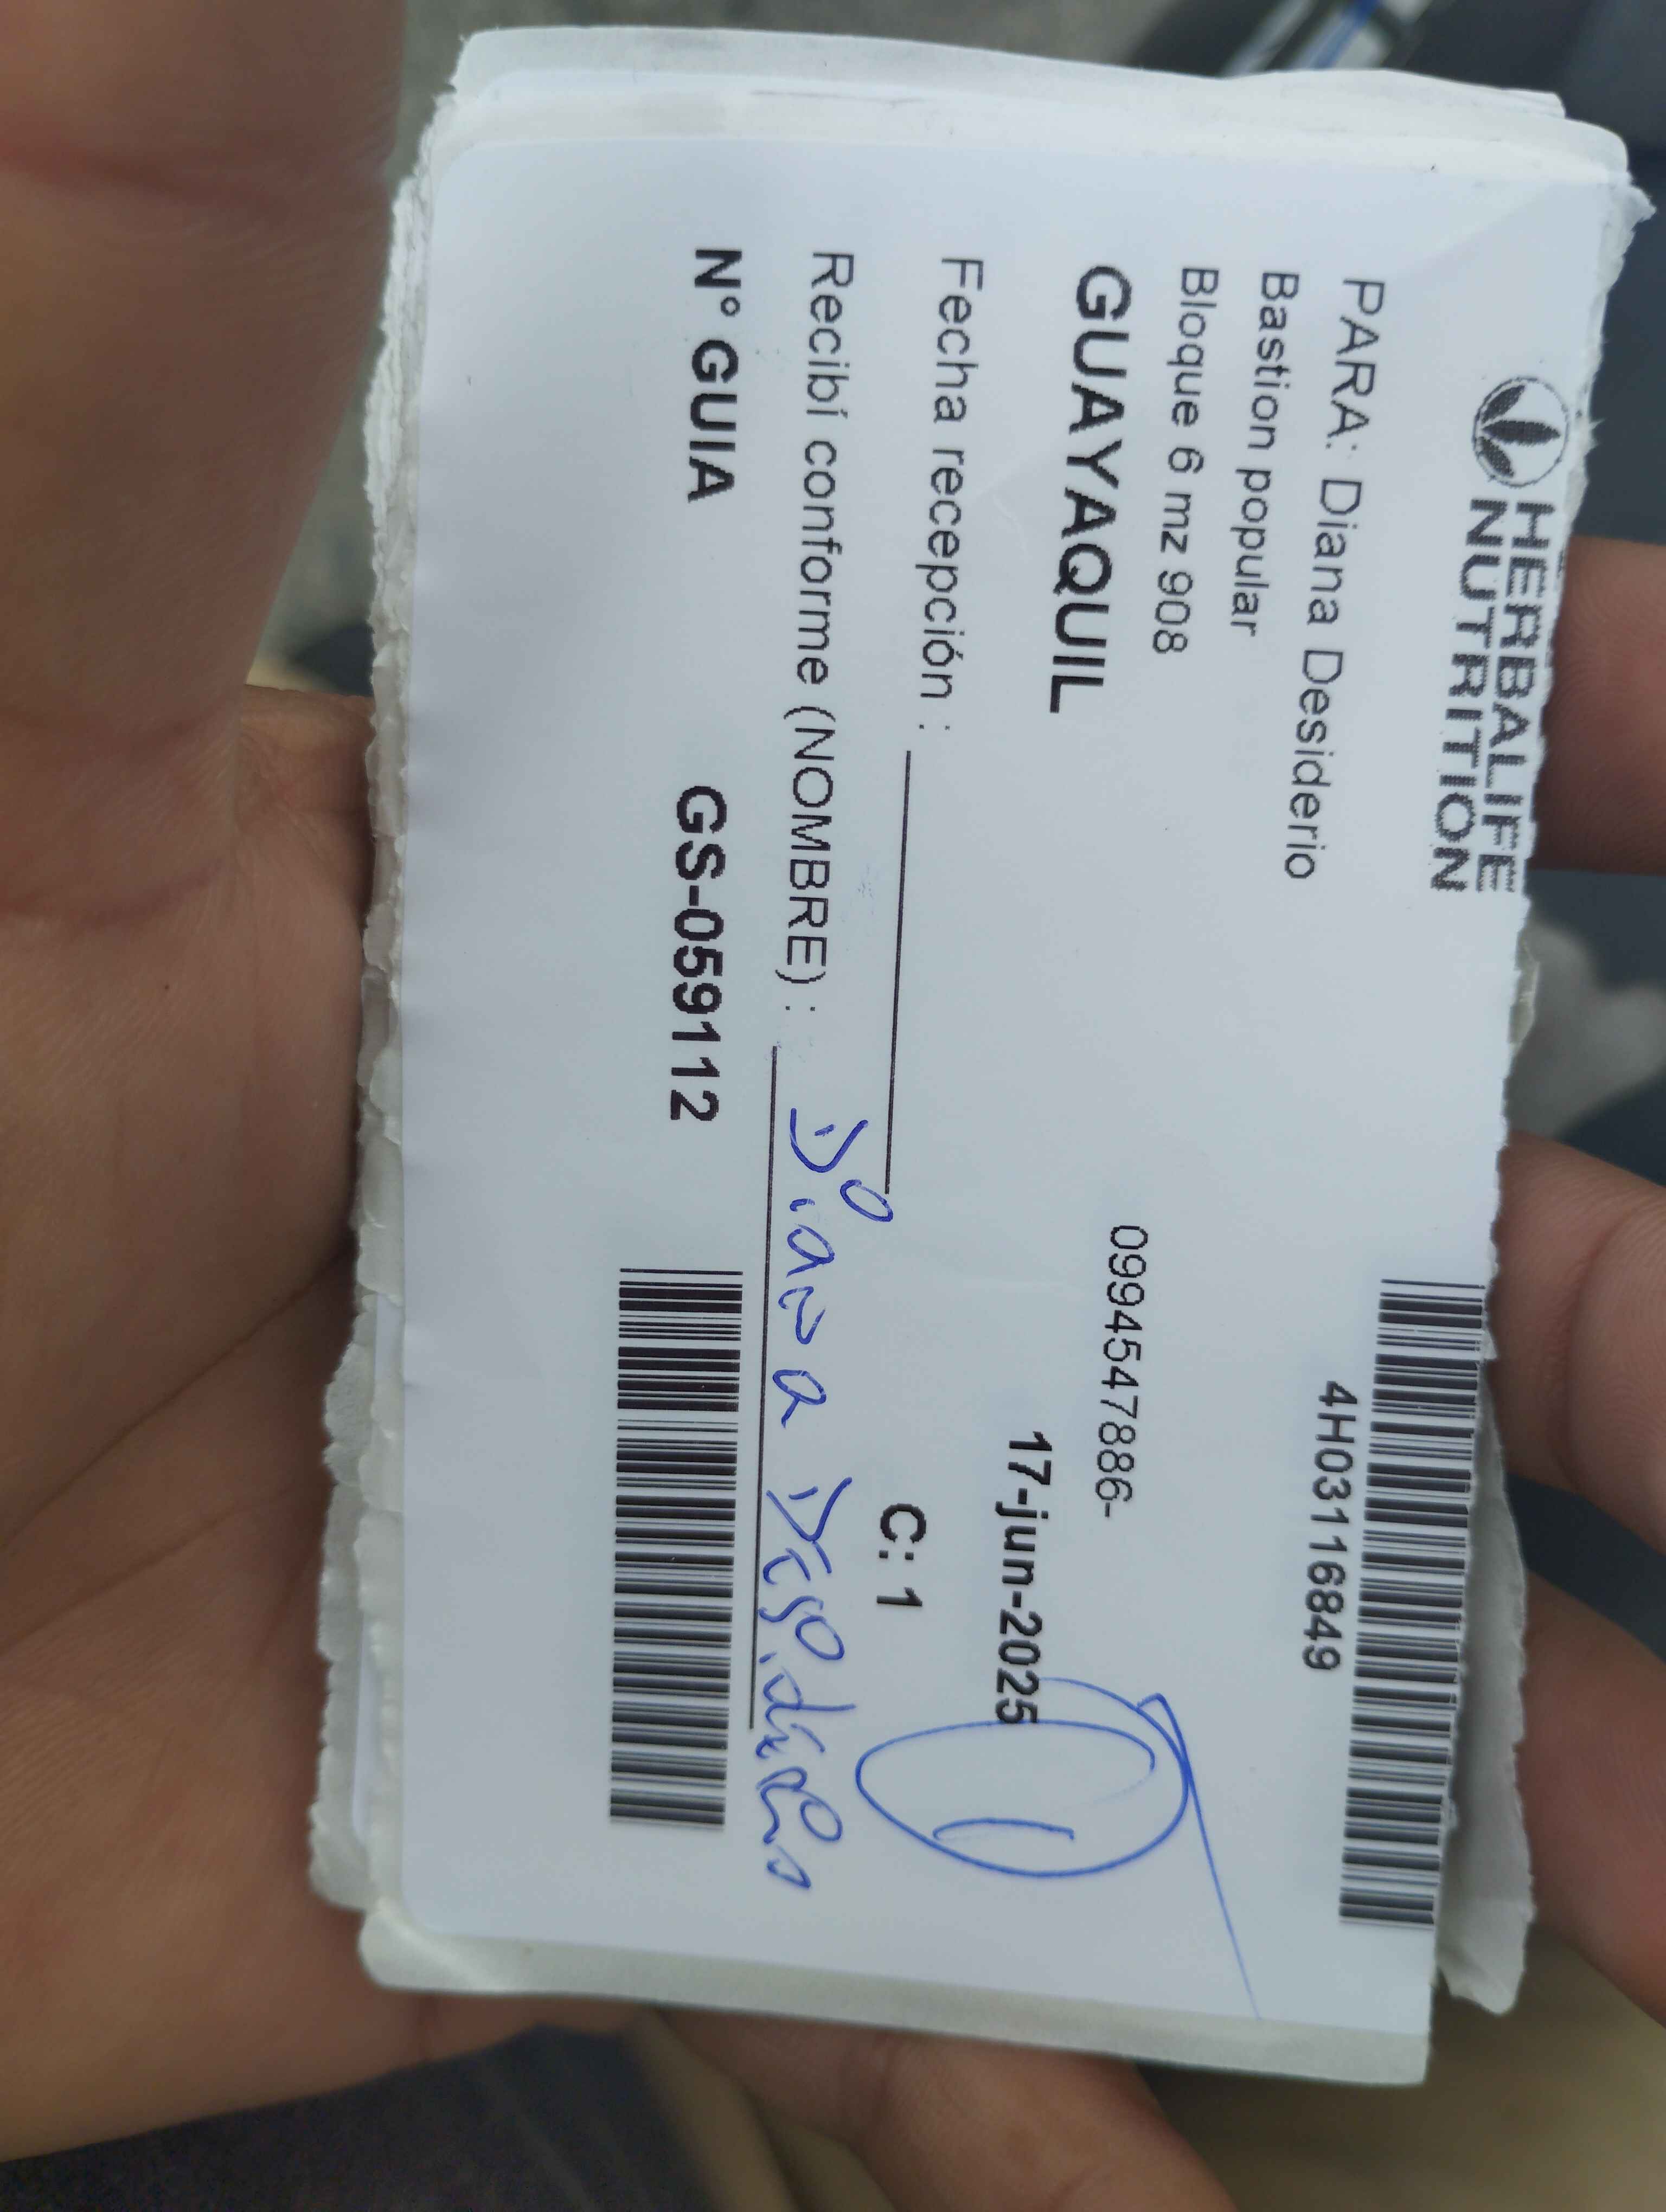 HERBALIFE
NUTRITION
4H03116849
PARA: Diana Desiderio
Bastion popular
Bloque 6 mz 908
0994547886-
GUAYAQUIL
17-jun-2025
Fecha recepción :
C: 1
Recibí conforme (NOMBRE) : Diana Desiderio
N° GUIA GS-059112